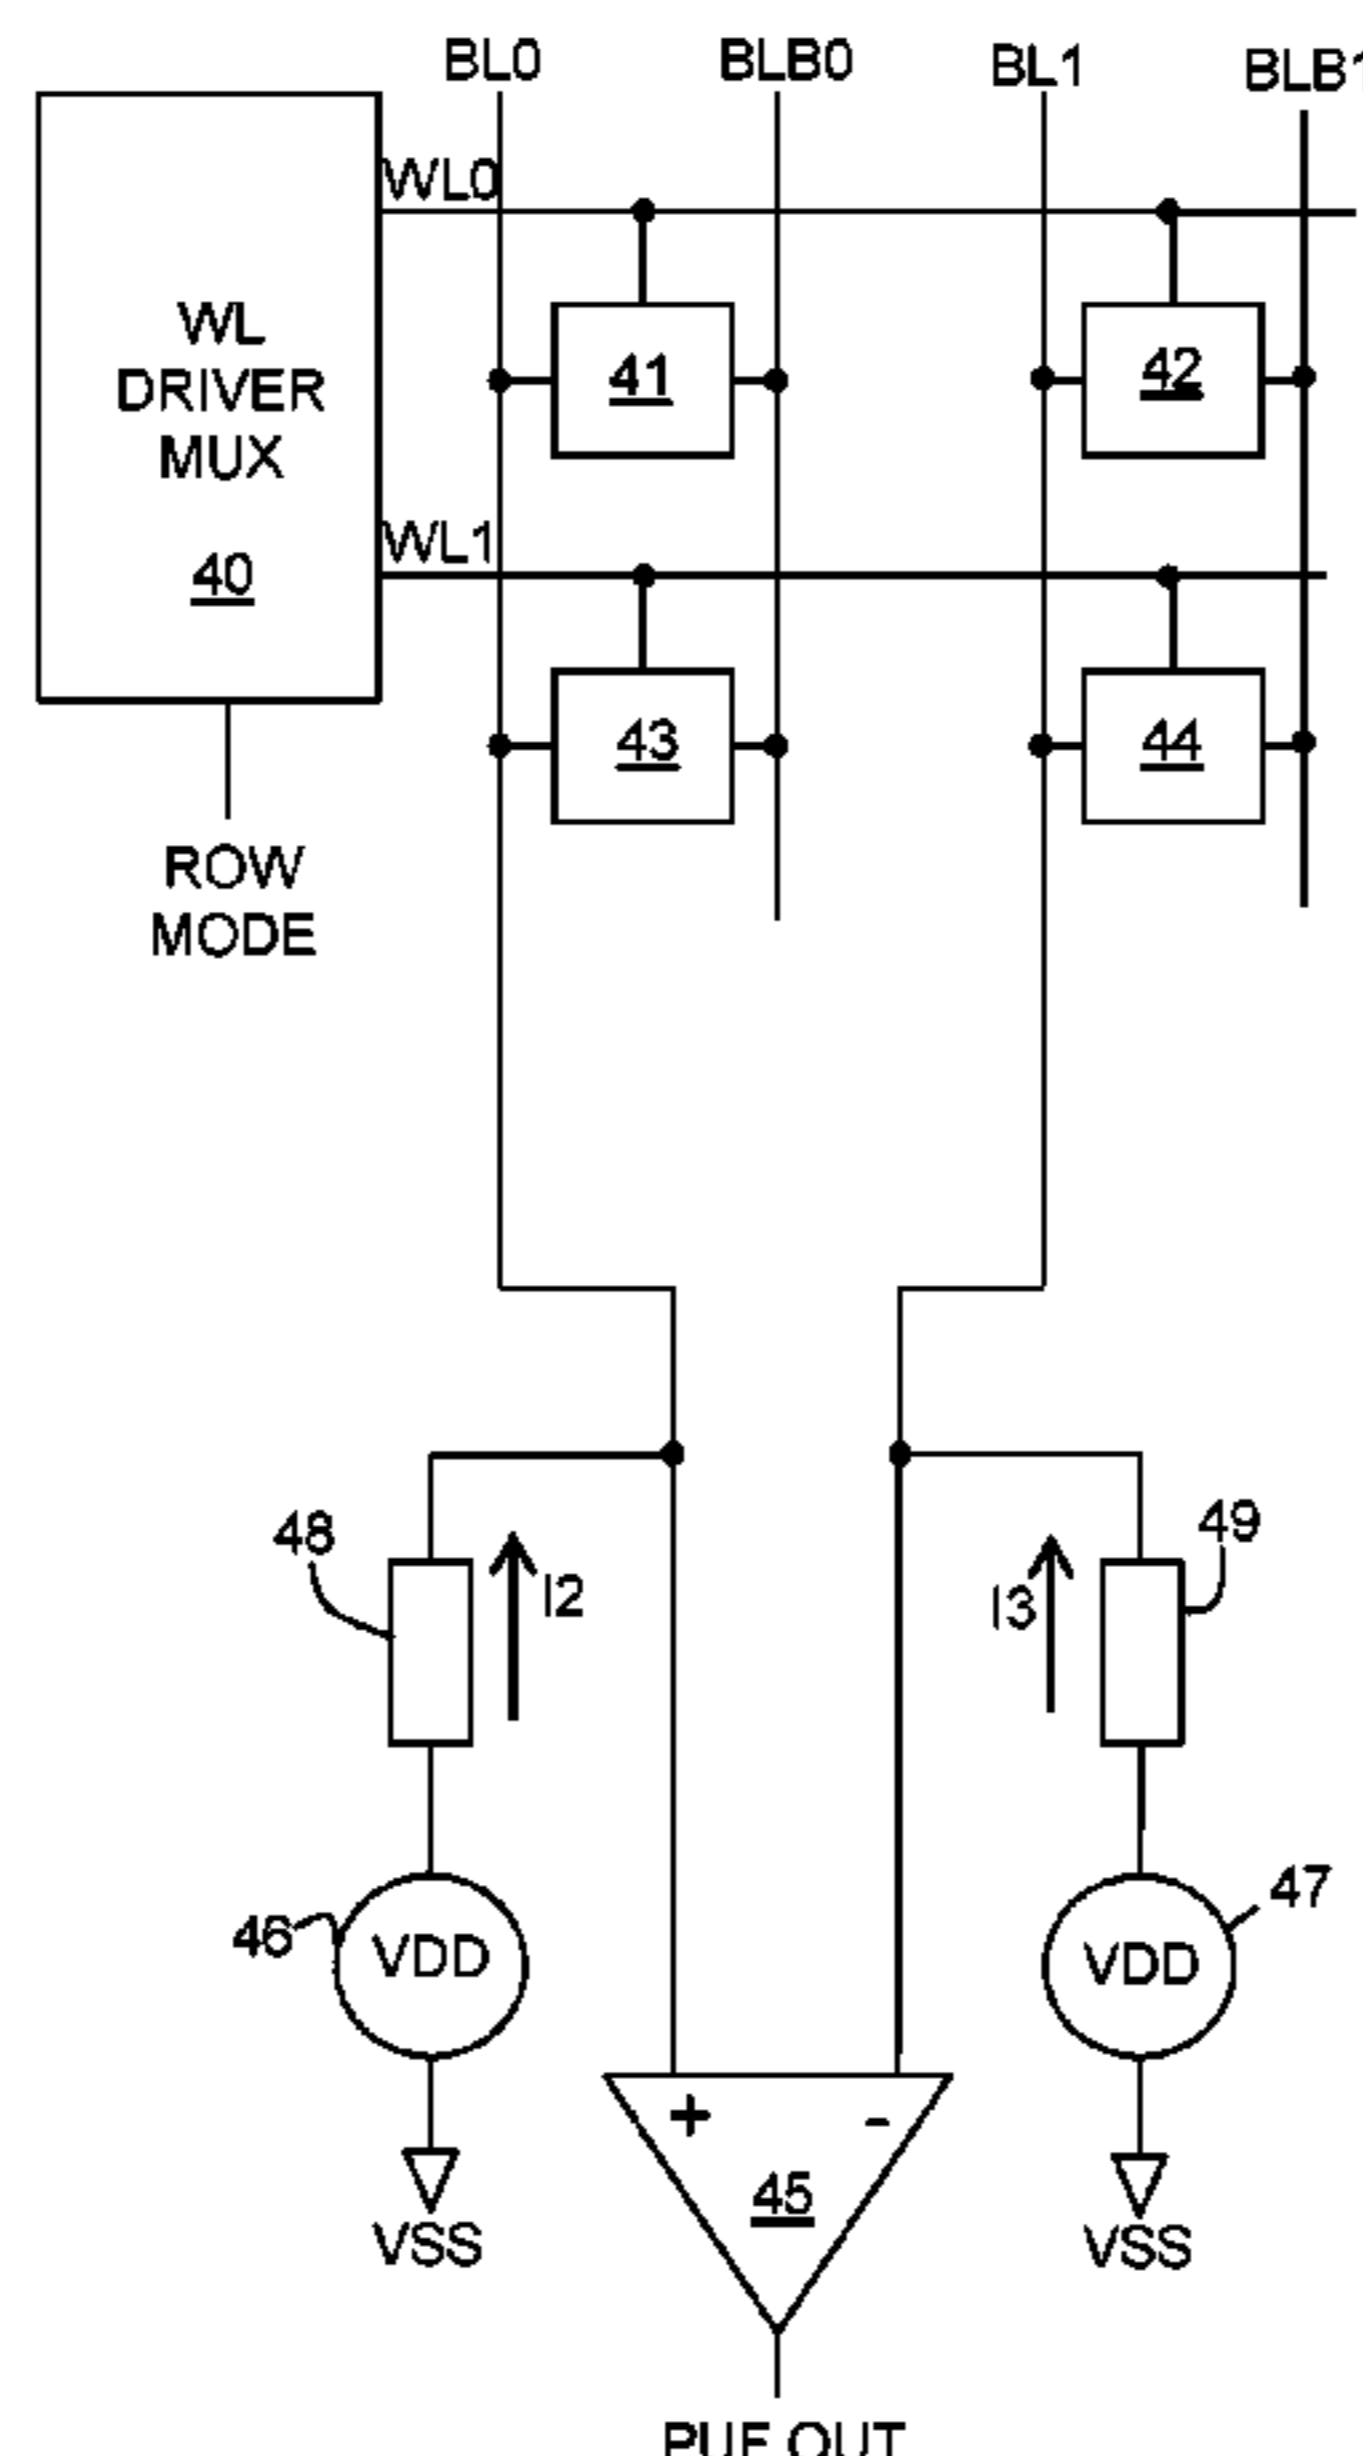 BL0
BLB0
BL1
BLB1
WL0
WL
DRIVER
MUX
40
41
42
WL1
43
44
ROW
MODE
48
I2
I3
49
46
VDD
VDD
47
+
-
45
VSS
VSS
PUF OUT